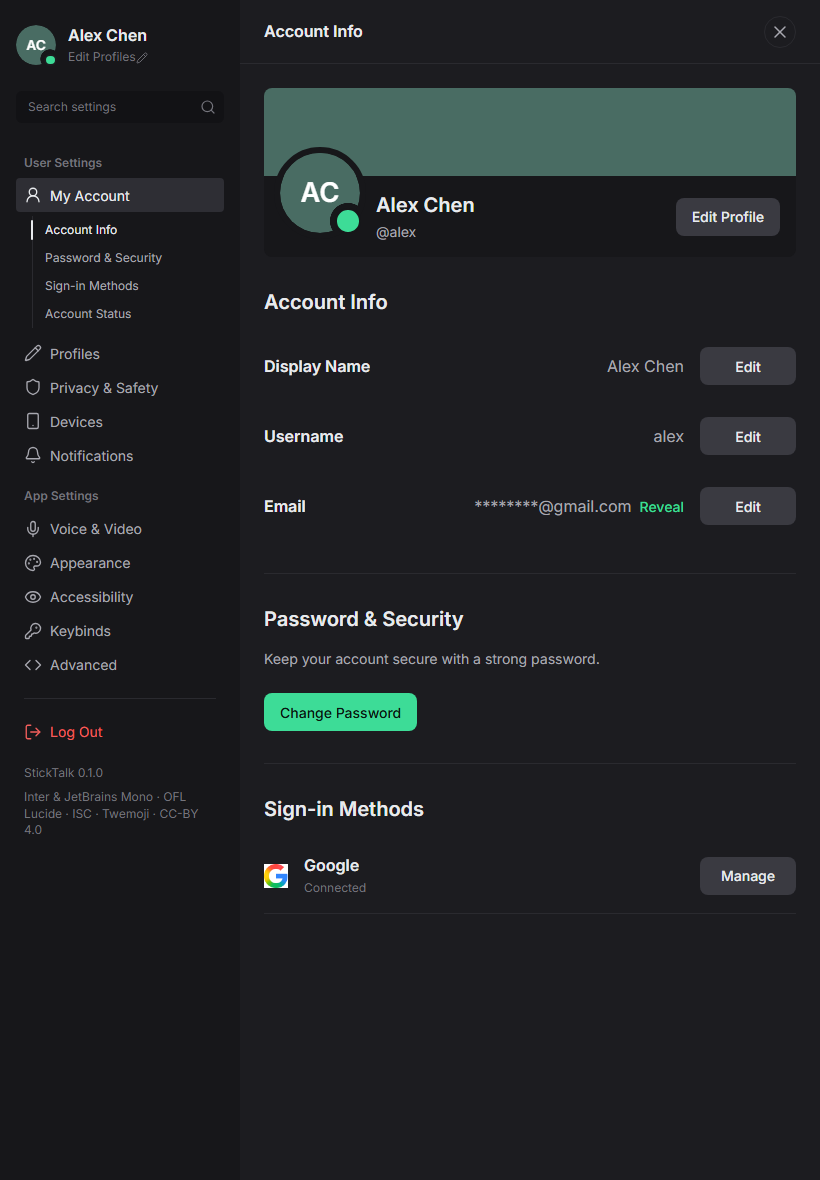 AC
Alex Chen
Edit Profiles
Search settings
User Settings
My Account
Account Info
Password & Security
Sign-in Methods
Account Status
Profiles
Privacy & Safety
Devices
Notifications
App Settings
Voice & Video
Appearance
Accessibility
Keybinds
Advanced
Log Out
StickTalk 0.1.0
Inter & JetBrains Mono · OFL
Lucide · ISC · Twemoji · CC-BY
4.0
Account Info
AC
Alex Chen
@alex
Edit Profile
Account Info
Display Name Alex Chen Edit
Username alex Edit
Email ********@gmail.com Reveal Edit
Password & Security
Keep your account secure with a strong password.
Change Password
Sign-in Methods
Google
Connected
Manage